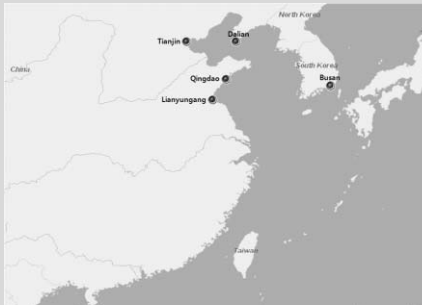 North Korea
Tianjin
Dalian
China
South Korea
Qingdao
Busan
Lianyungang
Taiwan